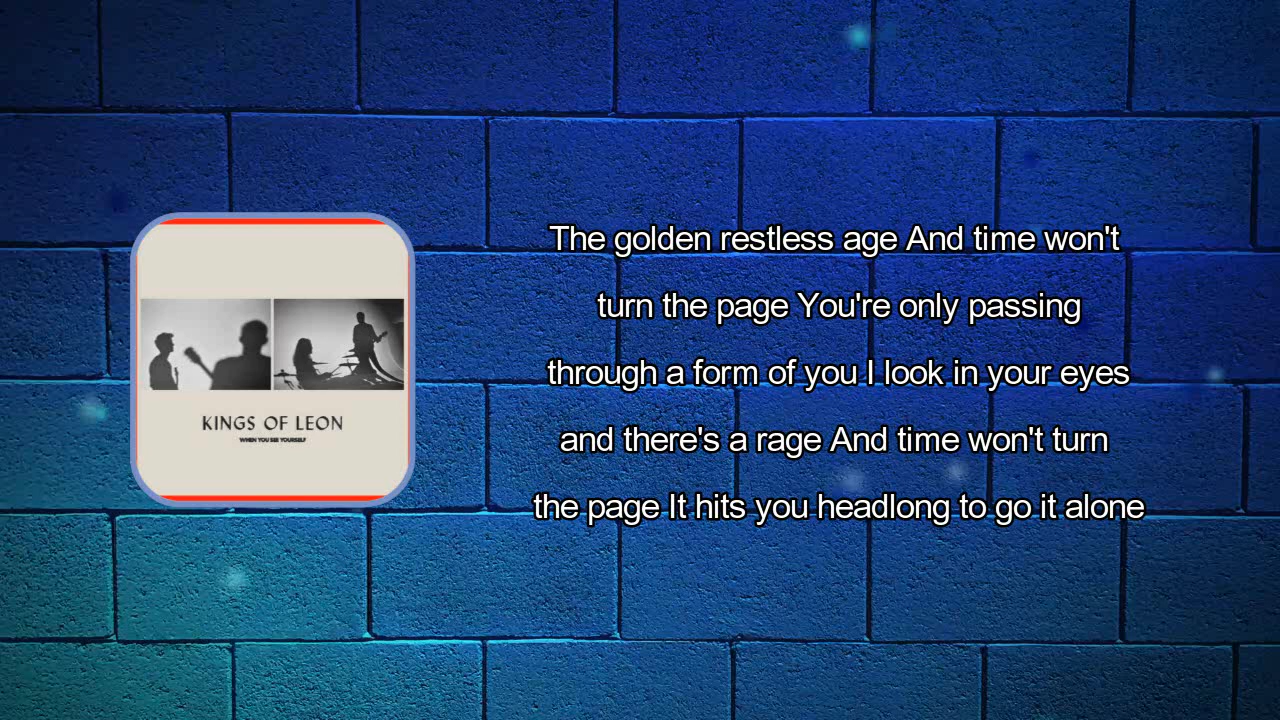 KINGS OF LEON
WHEN YOU SEE YOURSELF
The golden restless age And time won't
turn the page You're only passing
through a form of you I look in your eyes
and there's a rage And time won't turn
the page It hits you headlong to go it alone